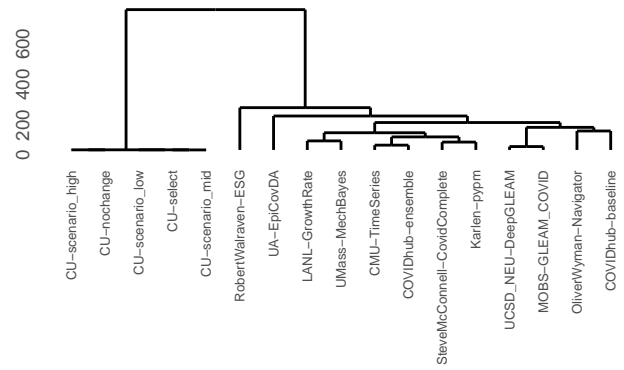 0 200 400 600
CU−scenario_high
CU−nochange
CU−scenario_low
CU−select
CU−scenario_mid
RobertWalraven−ESG
UA−EpiCovDA
LANL−GrowthRate
UMass−MechBayes
CMU−TimeSeries
COVIDhub−ensemble
SteveMcConnell−CovidComplete
Karlen−pypm
UCSD_NEU−DeepGLEAM
MOBS−GLEAM_COVID
OliverWyman−Navigator
COVIDhub−baseline